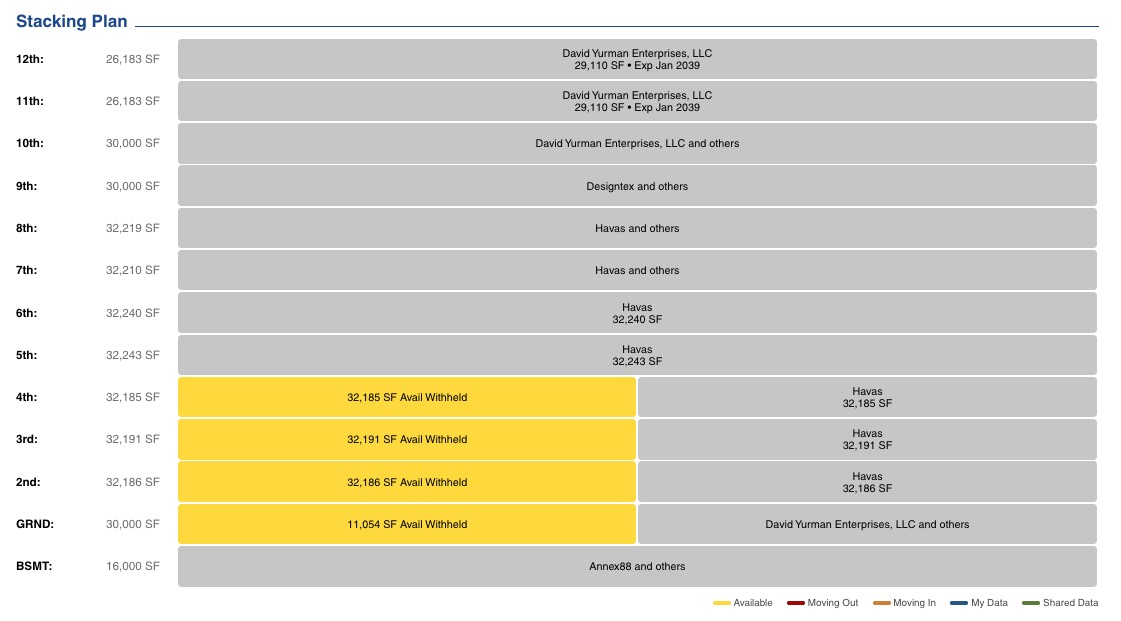 Stacking Plan
12th: 26,183 SF David Yurman Enterprises, LLC
29,110 SF • Exp Jan 2039
11th: 26,183 SF David Yurman Enterprises, LLC
29,110 SF • Exp Jan 2039
10th: 30,000 SF David Yurman Enterprises, LLC and others
9th: 30,000 SF Designtex and others
8th: 32,219 SF Havas and others
7th: 32,210 SF Havas and others
6th: 32,240 SF Havas
32,240 SF
5th: 32,243 SF Havas
32,243 SF
4th: 32,185 SF 32,185 SF Avail Withheld Havas
32,185 SF
3rd: 32,191 SF 32,191 SF Avail Withheld Havas
32,191 SF
2nd: 32,186 SF 32,186 SF Avail Withheld Havas
32,186 SF
GRND: 30,000 SF 11,054 SF Avail Withheld David Yurman Enterprises, LLC and others
BSMT: 16,000 SF Annex88 and others
Available Moving Out Moving In My Data Shared Data